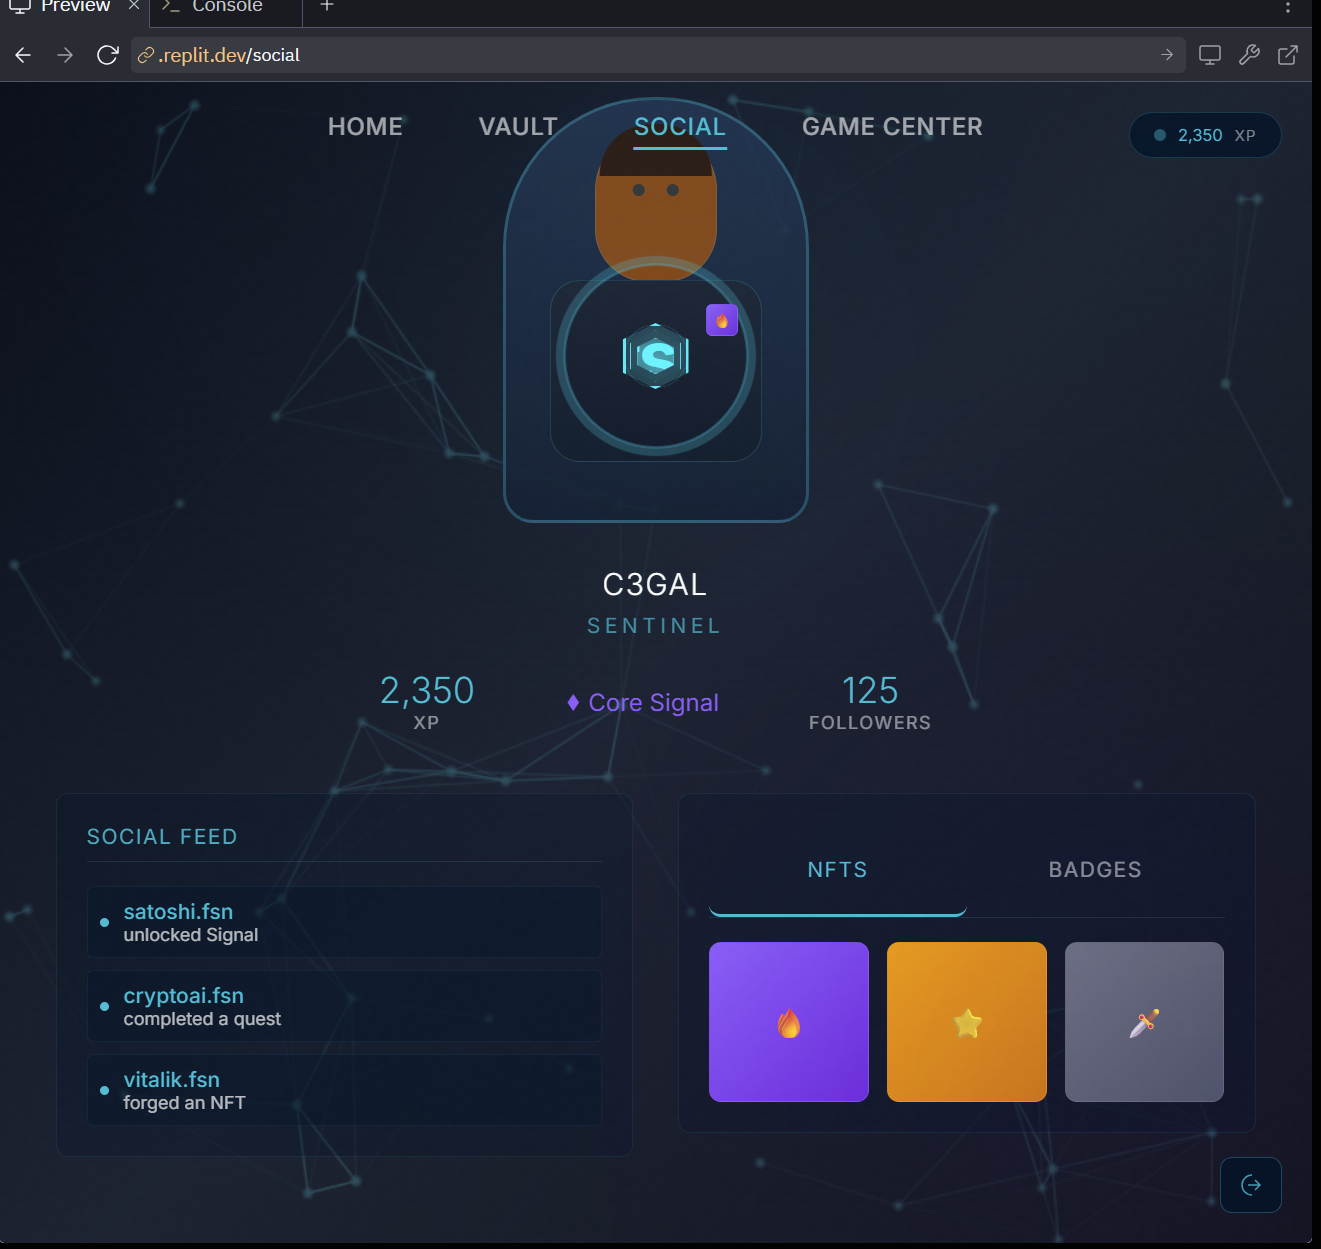 Preview
Console
.replit.dev/social
HOME
VAULT
SOCIAL
GAME CENTER
2,350 XP
S
C3GAL
SENTINEL
2,350
XP
Core Signal
125
FOLLOWERS
SOCIAL FEED
satoshi.fsn
unlocked Signal
cryptoai.fsn
completed a quest
vitalik.fsn
forged an NFT
NFTS
BADGES